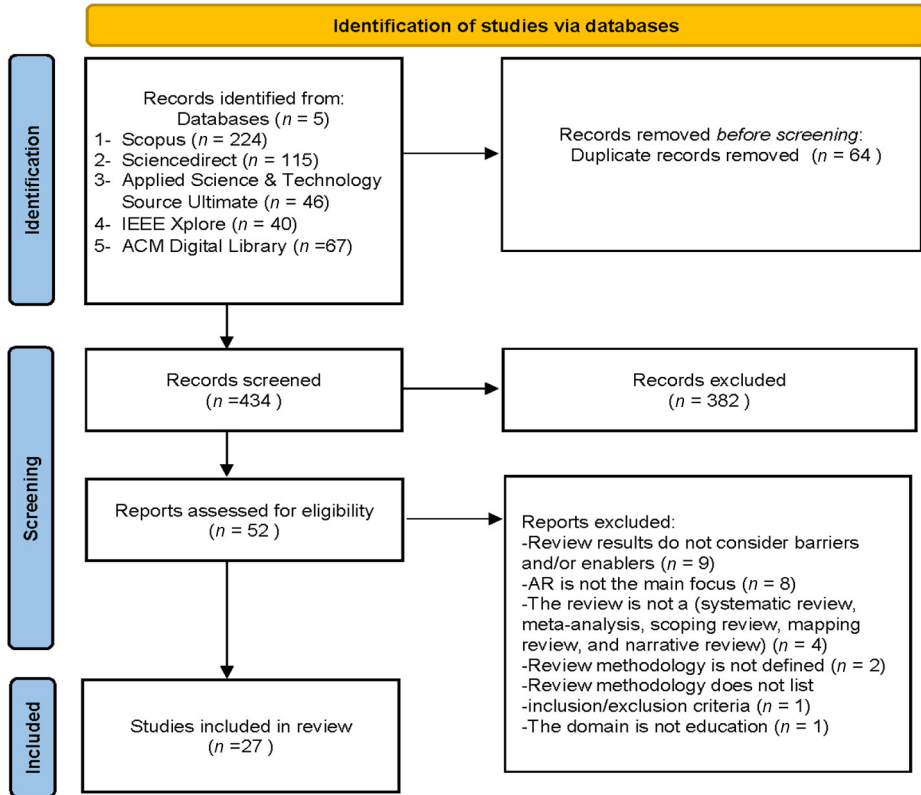 Identification of studies via databases
Identification
Records identified from:
Databases (n = 5)
1- Scopus (n = 224)
2- Sciencedirect (n = 115)
3- Applied Science & Technology
Source Ultimate (n = 46)
4- IEEE Xplore (n = 40)
5- ACM Digital Library (n =67)
Records removed before screening:
Duplicate records removed (n = 64 )
Screening
Records screened
(n =434 )
Records excluded
(n = 382 )
Reports assessed for eligibility
(n = 52 )
Reports excluded:
-Review results do not consider barriers
and/or enablers (n = 9)
-AR is not the main focus (n = 8)
-The review is not a (systematic review,
meta-analysis, scoping review, mapping
review, and narrative review) (n = 4)
-Review methodology is not defined (n = 2)
-Review methodology does not list
-inclusion/exclusion criteria (n = 1)
-The domain is not education (n = 1)
Included
Studies included in review
(n =27 )